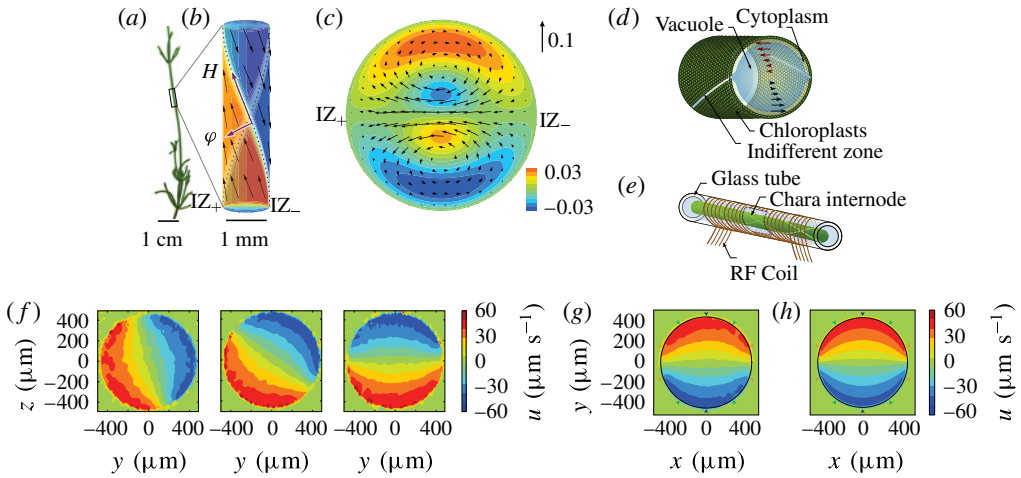 (a) (b) (c) (d)
H
φ
IZ+ IZ−
1 cm 1 mm
IZ+ IZ−
0.1
0.03
−0.03
Vacuole Cytoplasm
Chloroplasts
Indifferent zone
(e)
Glass tube
Chara internode
RF Coil
(f)
400
200
0
−200
−400
z (μm)
−400 0 400 −400 0 400 −400 0 400
y (μm) y (μm) y (μm)
60
30
0
−30
−60
u (μm s⁻¹)
(g) (h)
400
200
0
−200
−400
y (μm)
−400 0 400 −400 0 400
x (μm) x (μm)
60
30
0
−30
−60
u (μm s⁻¹)